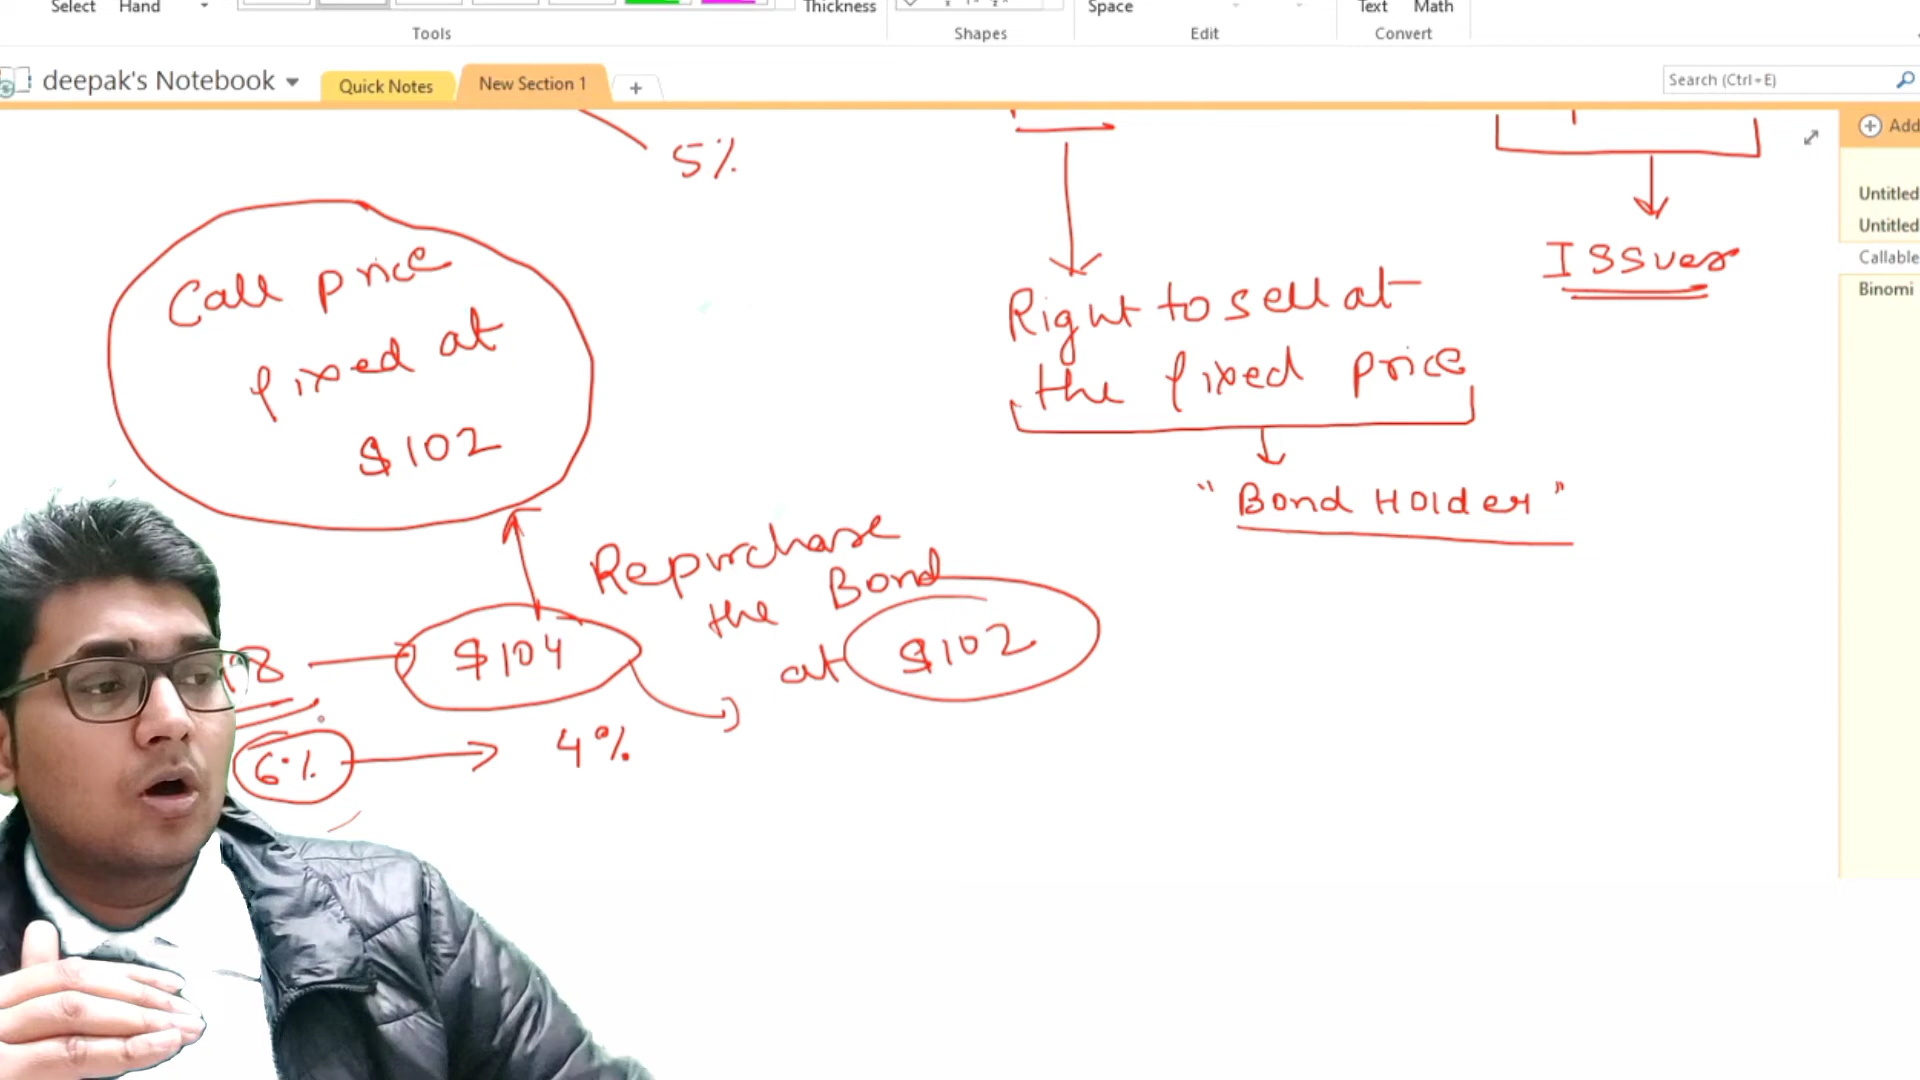 Select Hand
Thickness
Space
Text Math
Tools
Shapes
Edit
Convert
deepak's Notebook
Quick Notes
New Section 1
+
Search (Ctrl+E)
Add
5%
Untitled
Untitled
Callable
Binomi
Issuer
Call price
fixed at
$102
Right to sell at
the fixed price
"Bond Holder"
Repurchase
the Bond
at $102
$104
6%
4%